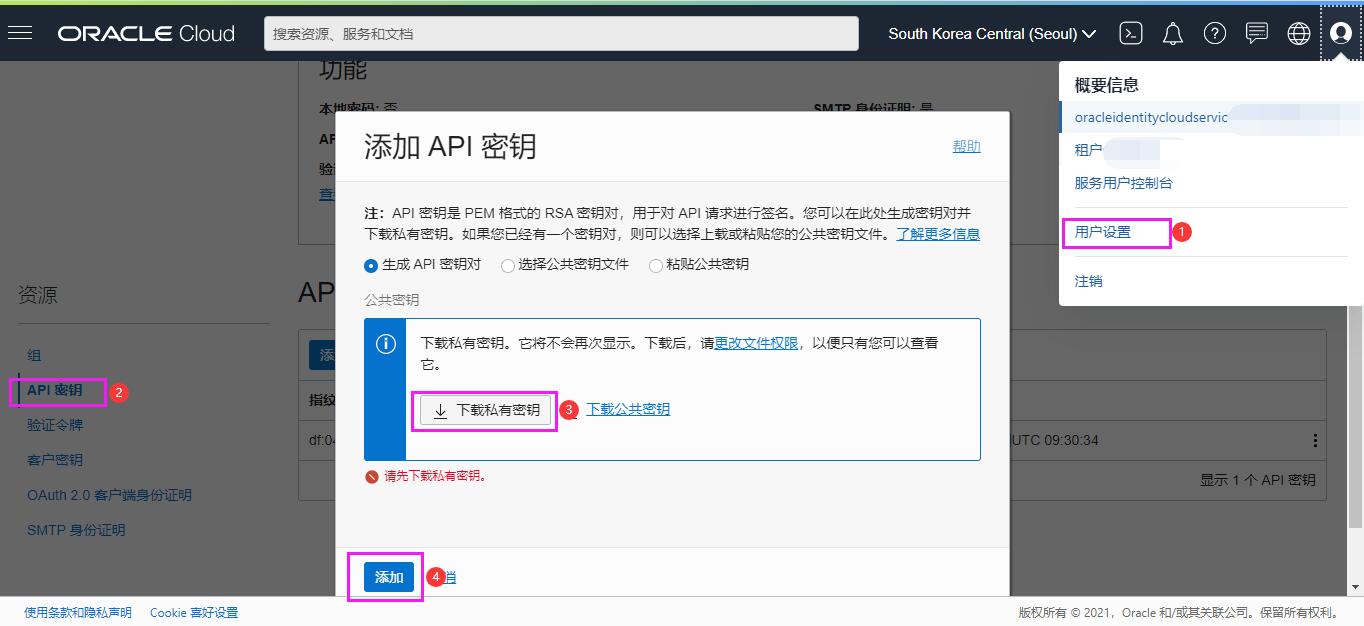 ORACLE Cloud
搜索资源、服务和文档
South Korea Central (Seoul)
概要信息
oracleidentitycloudservic
租户
服务用户控制台
用户设置
1
注销
功能
本地密码: 否
SMTP 身份证明: 是
添加 API 密钥
帮助
注：API 密钥是 PEM 格式的 RSA 密钥对，用于对 API 请求进行签名。您可以在此处生成密钥对并
下载私有密钥。如果您已经有一个密钥对，则可以选择上载或粘贴您的公共密钥文件。了解更多信息
生成 API 密钥对
选择公共密钥文件
粘贴公共密钥
公共密钥
下载私有密钥。它将不会再次显示。下载后，请更改文件权限，以便只有您可以查看
它。
下载私有密钥
3
下载公共密钥
请先下载私有密钥。
添加
4
消
资源
组
API 密钥
2
验证令牌
客户密钥
OAuth 2.0 客户端身份证明
SMTP 身份证明
AP
添
指纹
df:04
UTC 09:30:34
显示 1 个 API 密钥
使用条款和隐私声明
Cookie 喜好设置
版权所有 © 2021，Oracle 和/或其关联公司。保留所有权利。